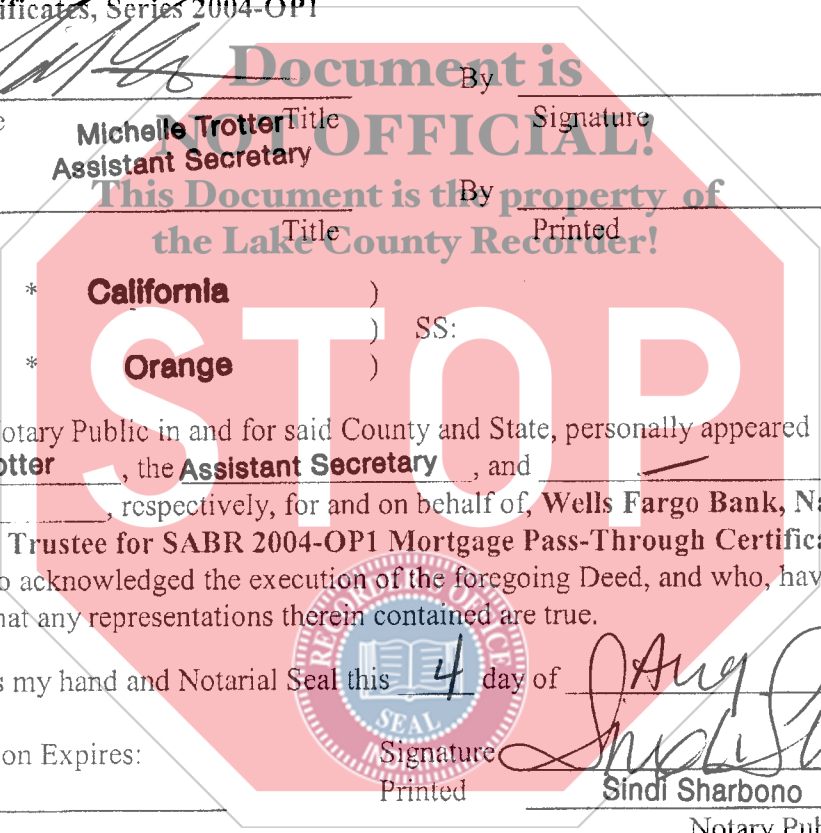 ificates, Series 2004-OP1
Document is
By
Michelle Trotter Title Signature
NOT OFFICIAL!
Assistant Secretary
This Document is the property of
By
Title Printed
the Lake County Recorder!
* California )
) SS:
* Orange )
STOP
otary Public in and for said County and State, personally appeared
otter, the Assistant Secretary, and
, respectively, for and on behalf of, Wells Fargo Bank, Na
Trustee for SABR 2004-OP1 Mortgage Pass-Through Certifica
o acknowledged the execution of the foregoing Deed, and who, hav
hat any representations therein contained are true.
s my hand and Notarial Seal this 4 day of Aug
RECORDER'S OFFICE
SEAL
INDIANA
on Expires: Signature
Printed Sindi Sharbono
Notary Pub